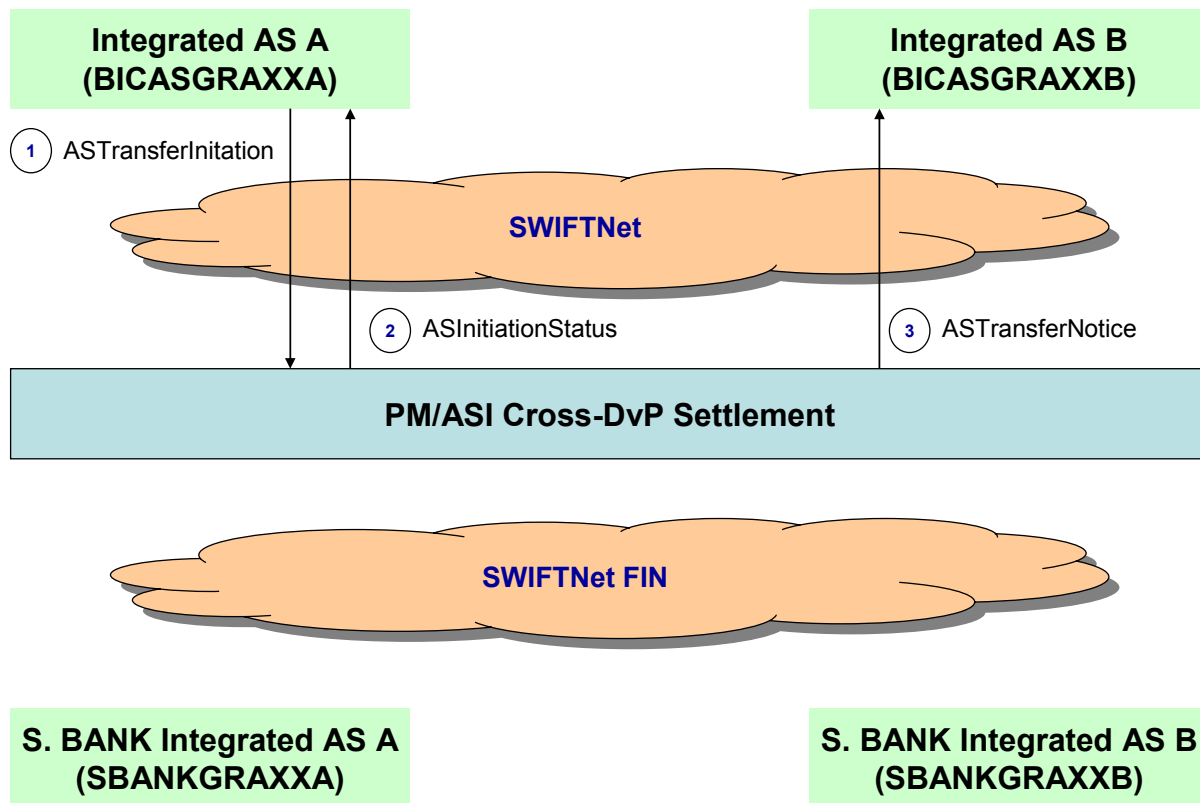 Integrated AS A
(BICASGRAXXA)
Integrated AS B
(BICASGRAXXB)
1 ASTransferInitation
SWIFTNet
2 ASInitiationStatus
3 ASTransferNotice
PM/ASI Cross-DvP Settlement
SWIFTNet FIN
S. BANK Integrated AS A
(SBANKGRAXXA)
S. BANK Integrated AS B
(SBANKGRAXXB)